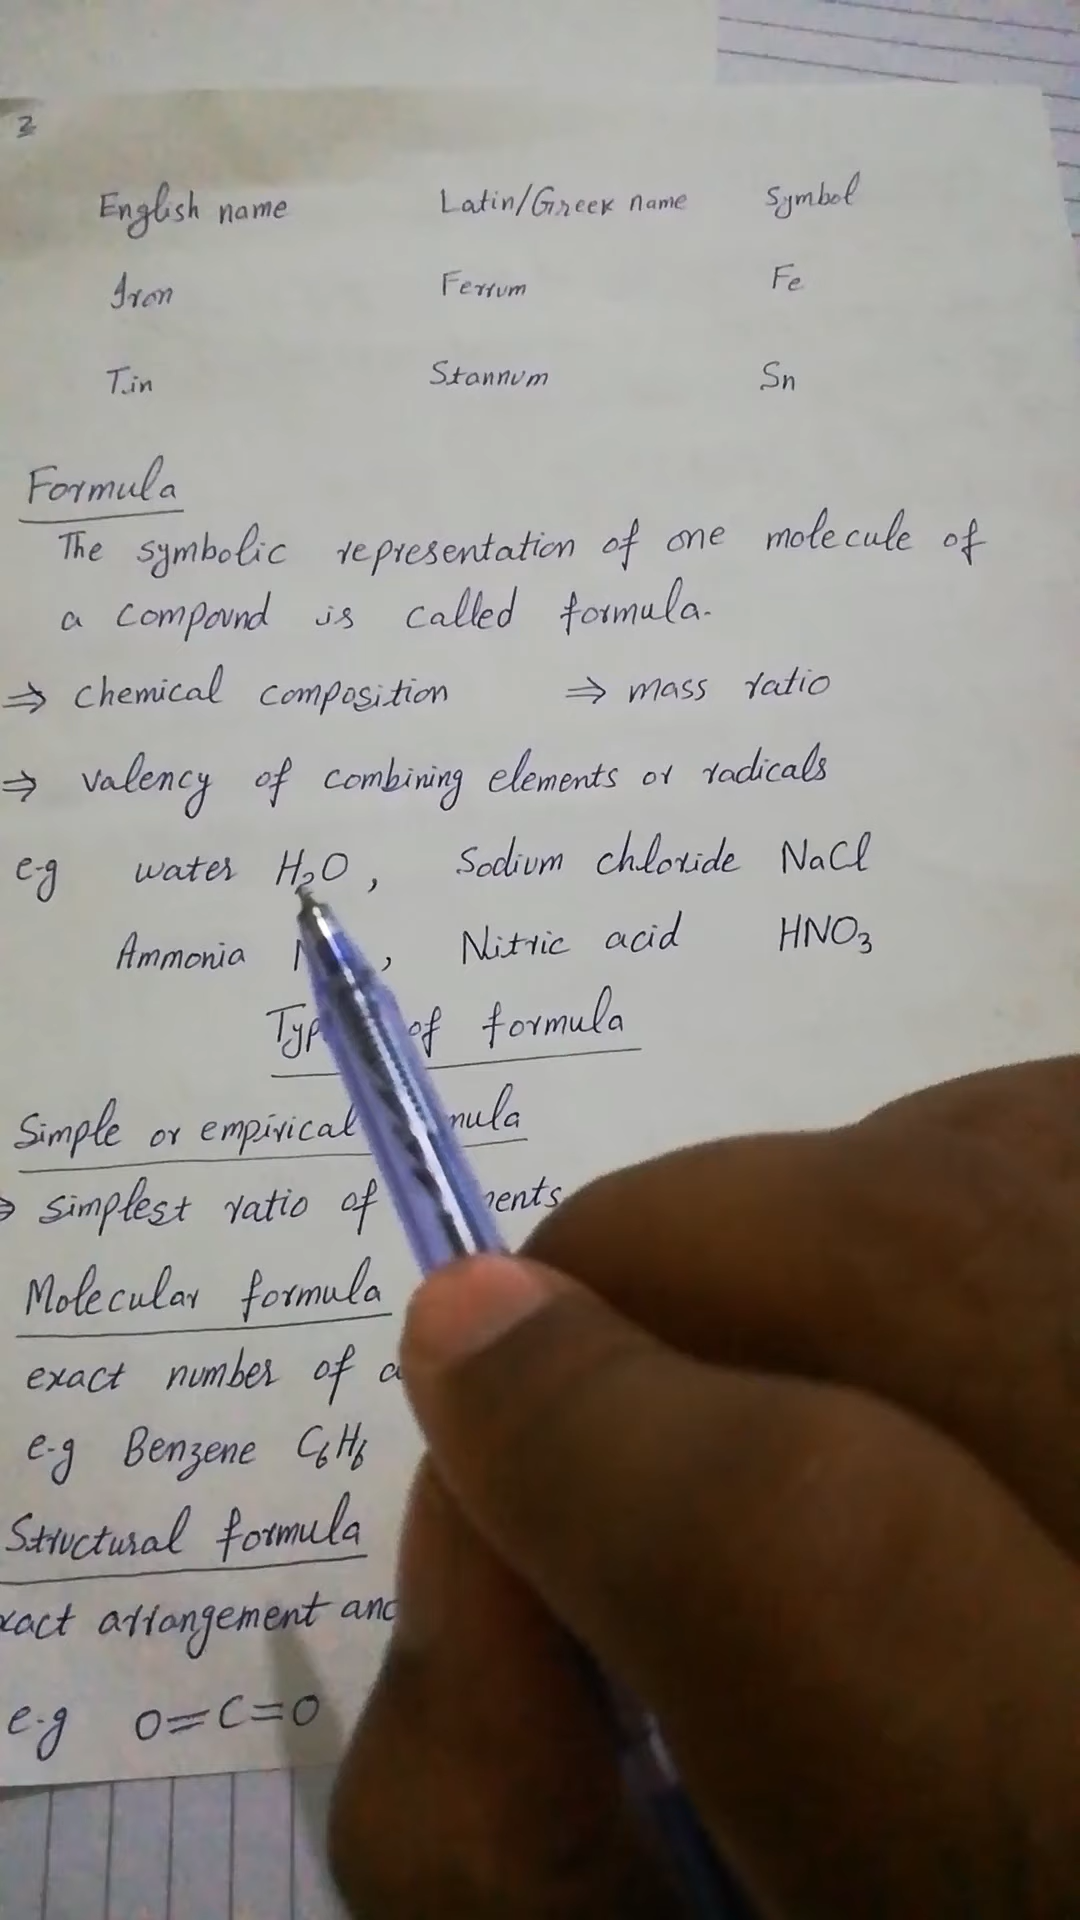 2
English name Latin/Greek name Symbol
Iron Ferrum Fe
Tin Stannum Sn
Formula
The symbolic representation of one molecule of
a compound is called formula.
⇒ chemical composition ⇒ mass ratio
⇒ valency of combining elements or radicals
e-g water H₂O, Sodium chloride NaCl
Ammonia , Nitric acid HNO₃
of formula
Simple or empirical
⇒ simplest ratio of
Molecular formula
exact number of
e-g Benzene C₆H₆
Structural formula
arrangement
e-g O=C=O